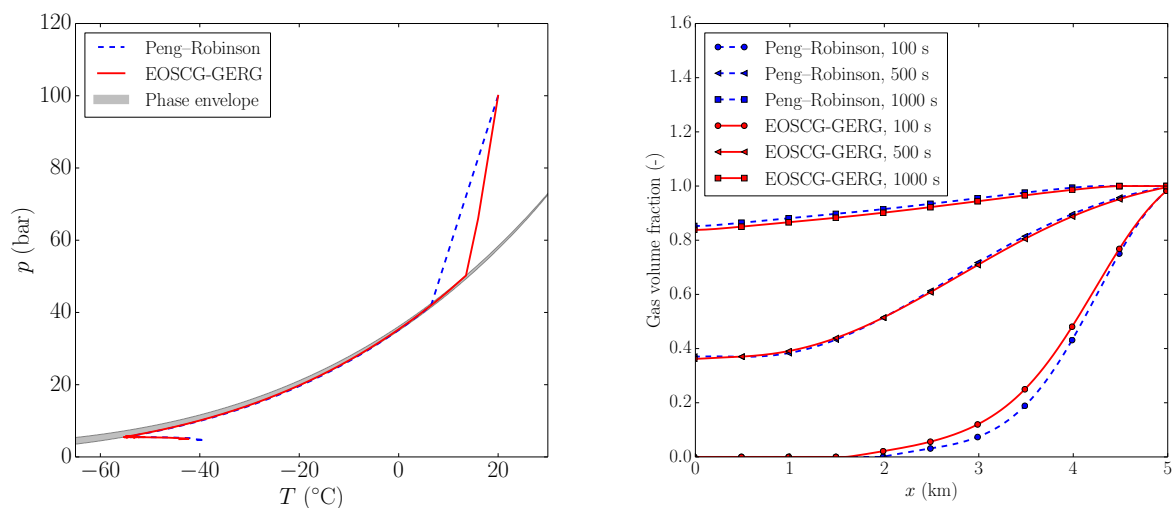 120
100
80
60
40
20
0
p (bar)
−60
−40
−20
0
20
T (°C)
Peng–Robinson
EOSCG-GERG
Phase envelope
1.6
1.4
1.2
1.0
0.8
0.6
0.4
0.2
0.0
Gas volume fraction (-)
0
1
2
3
4
5
x (km)
Peng–Robinson, 100 s
Peng–Robinson, 500 s
Peng–Robinson, 1000 s
EOSCG-GERG, 100 s
EOSCG-GERG, 500 s
EOSCG-GERG, 1000 s